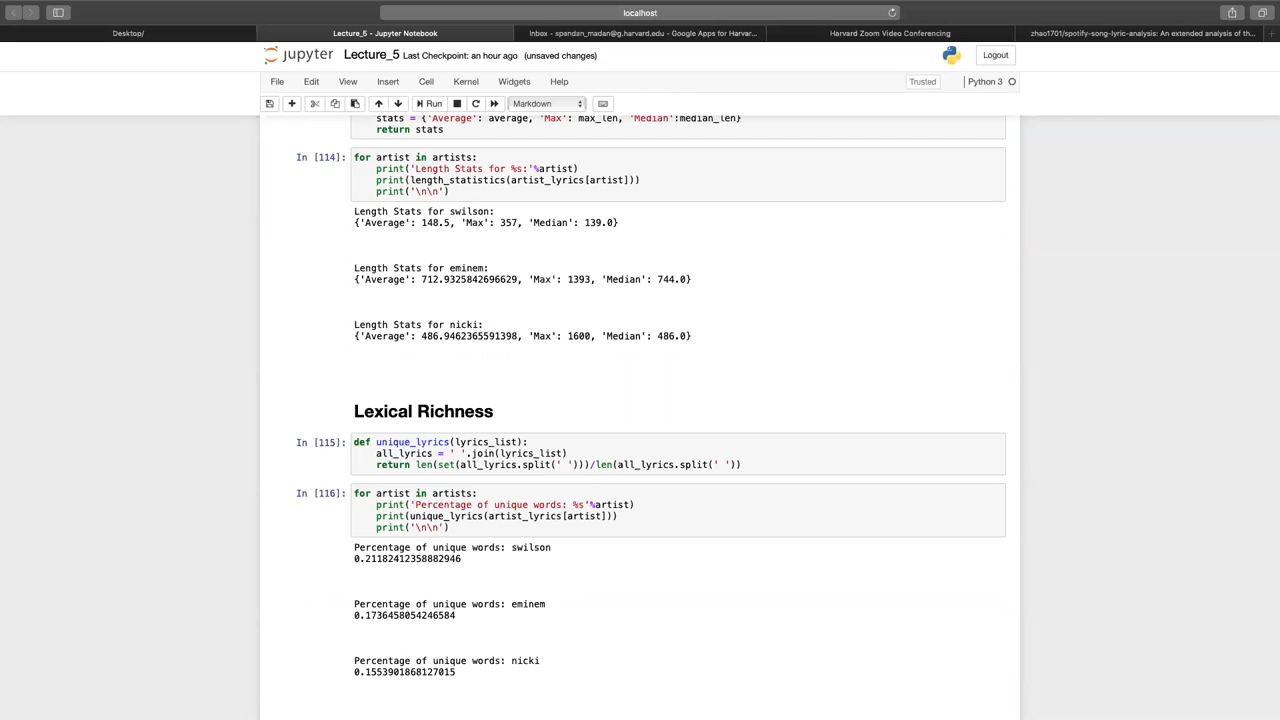 localhost
Desktop/
Lecture_5 - Jupyter Notebook
Inbox - spandan_madan@g.harvard.edu - Google Apps for Harvar...
Harvard Zoom Video Conferencing
zhao1701/spotify-song-lyric-analysis: An extended analysis of th...
jupyter Lecture_5 Last Checkpoint: an hour ago (unsaved changes)
Logout
File Edit View Insert Cell Kernel Widgets Help
Trusted
Python 3
Run
Markdown
stats = {'Average': average, 'Max': max_len, 'Median':median_len}
return stats
In [114]: for artist in artists:
print('Length Stats for %s:'%artist)
print(length_statistics(artist_lyrics[artist]))
print('\n\n')
Length Stats for swilson:
{'Average': 148.5, 'Max': 357, 'Median': 139.0}
Length Stats for eminem:
{'Average': 712.9325842696629, 'Max': 1393, 'Median': 744.0}
Length Stats for nicki:
{'Average': 486.9462365591398, 'Max': 1600, 'Median': 486.0}
Lexical Richness
In [115]: def unique_lyrics(lyrics_list):
all_lyrics = ' '.join(lyrics_list)
return len(set(all_lyrics.split(' ')))/len(all_lyrics.split(' '))
In [116]: for artist in artists:
print('Percentage of unique words: %s'%artist)
print(unique_lyrics(artist_lyrics[artist]))
print('\n\n')
Percentage of unique words: swilson
0.21182412358882946
Percentage of unique words: eminem
0.1736458054246584
Percentage of unique words: nicki
0.1553901868127015